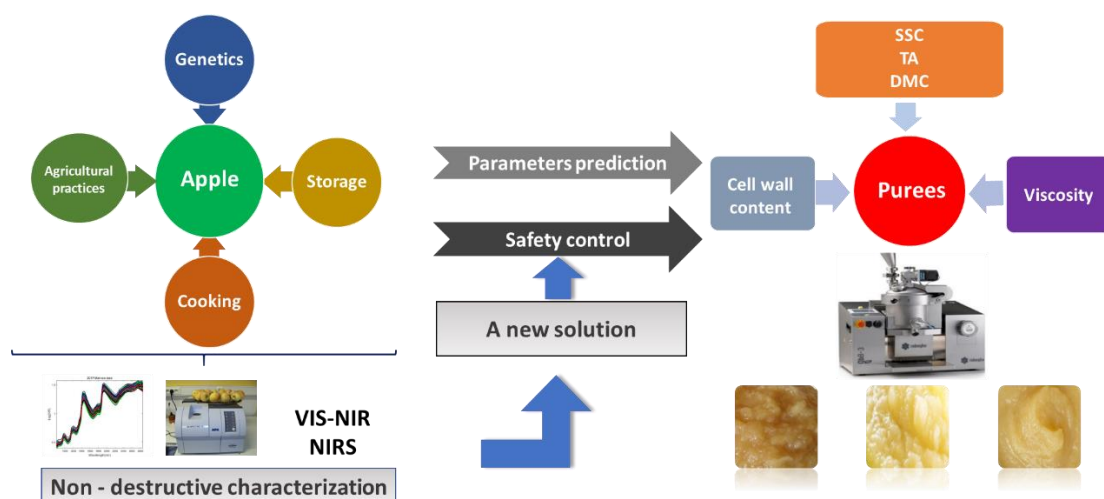 Genetics
Agricultural
practices
Apple
Storage
Cooking
VIS-NIR
NIRS
Non - destructive characterization
Parameters prediction
Safety control
A new solution
SSC
TA
DMC
Cell wall
content
Purees
Viscosity